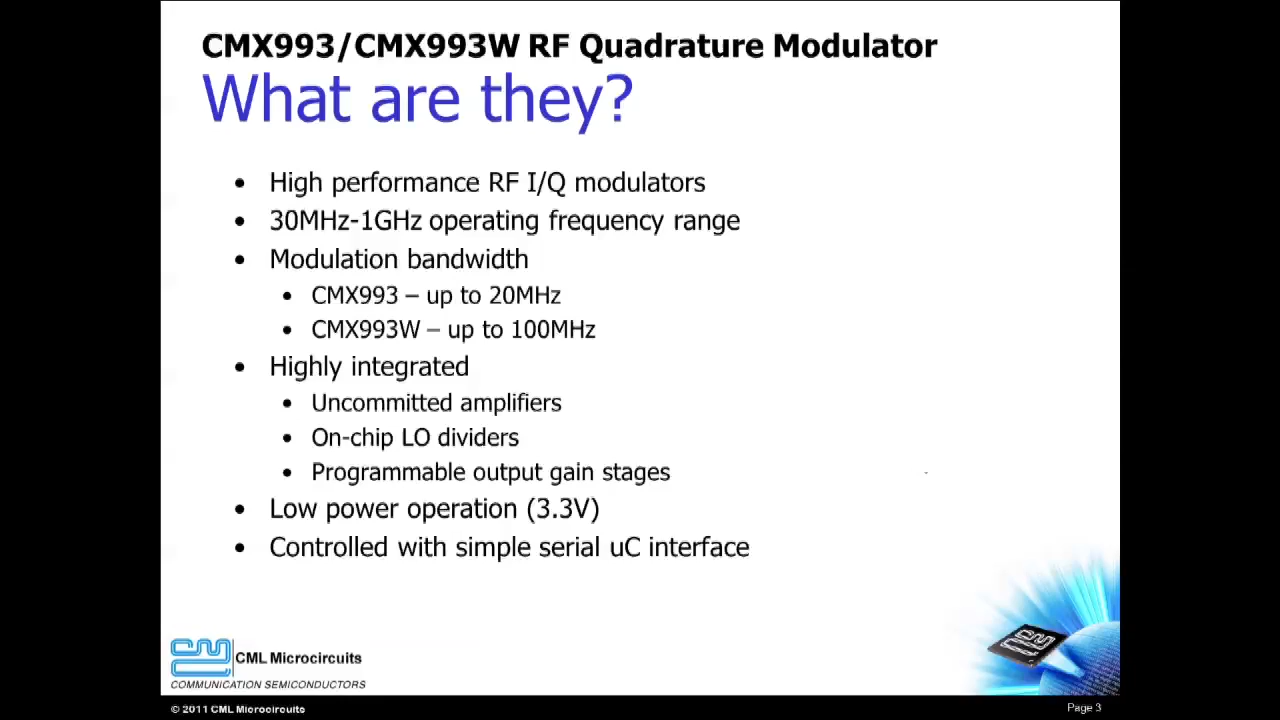 CMX993/CMX993W RF Quadrature Modulator
What are they?
• High performance RF I/Q modulators
• 30MHz-1GHz operating frequency range
• Modulation bandwidth
• CMX993 – up to 20MHz
• CMX993W – up to 100MHz
• Highly integrated
• Uncommitted amplifiers
• On-chip LO dividers
• Programmable output gain stages
• Low power operation (3.3V)
• Controlled with simple serial uC interface
CML Microcircuits
COMMUNICATION SEMICONDUCTORS
© 2011 CML Microcircuits
Page 3